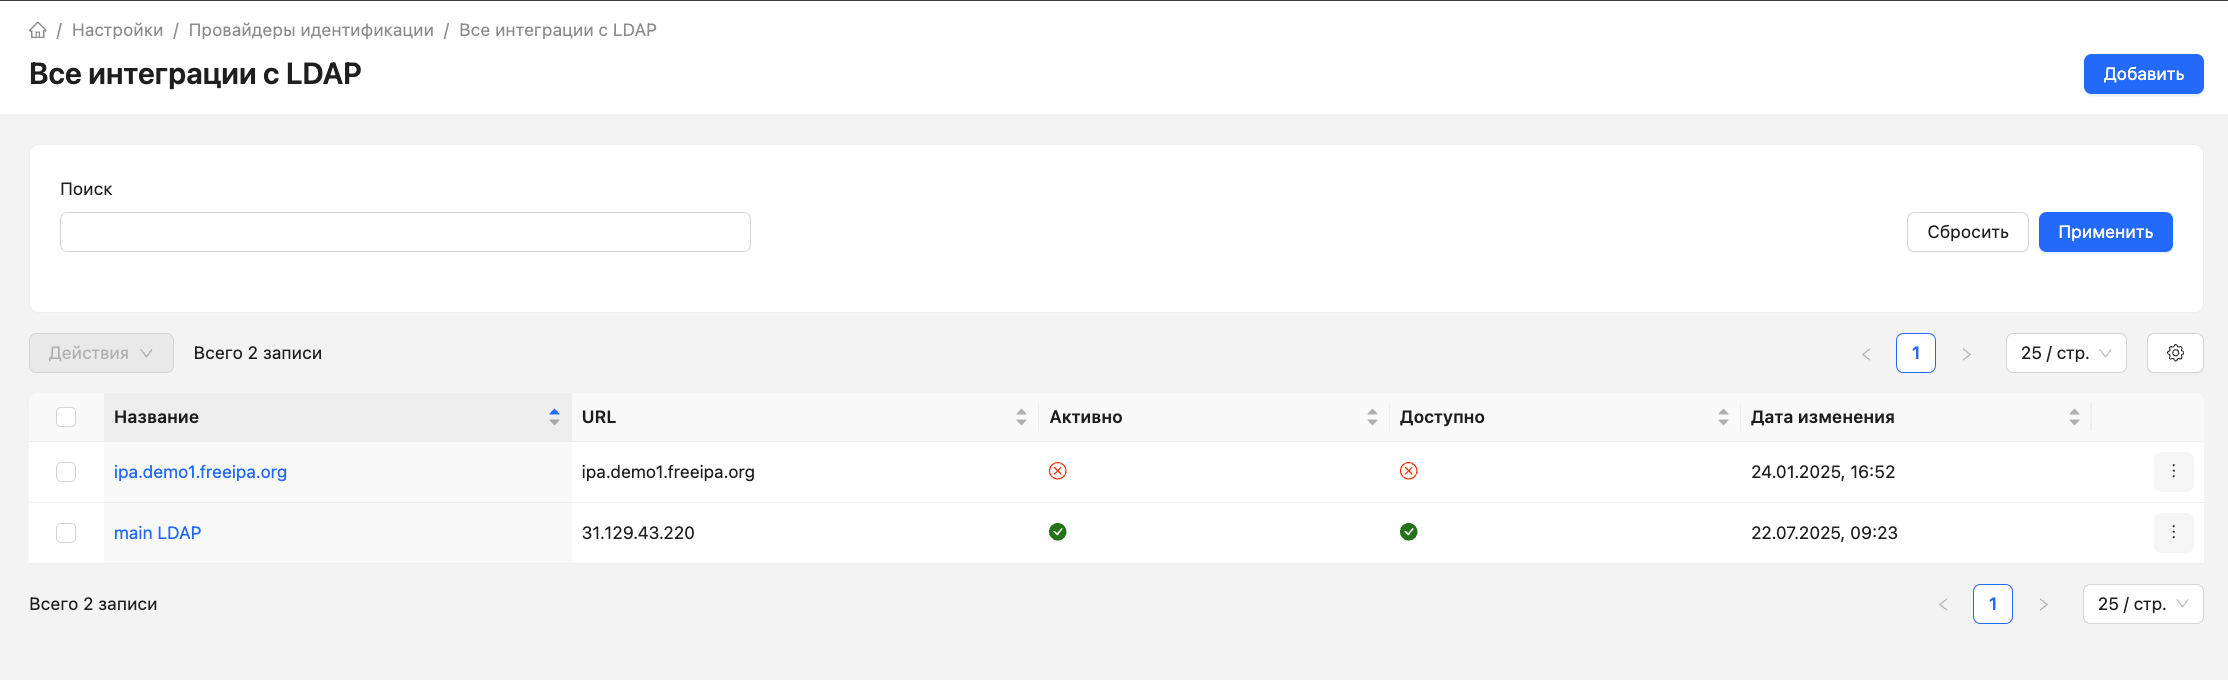 / Настройки / Провайдеры идентификации / Все интеграции с LDAP
Все интеграции с LDAP
Добавить
Поиск
Сбросить
Применить
Действия
Всего 2 записи
< 1 >
25 / стр.
Название URL Активно Доступно Дата изменения
ipa.demo1.freeipa.org ipa.demo1.freeipa.org 24.01.2025, 16:52
main LDAP 31.129.43.220 22.07.2025, 09:23
Всего 2 записи
< 1 >
25 / стр.